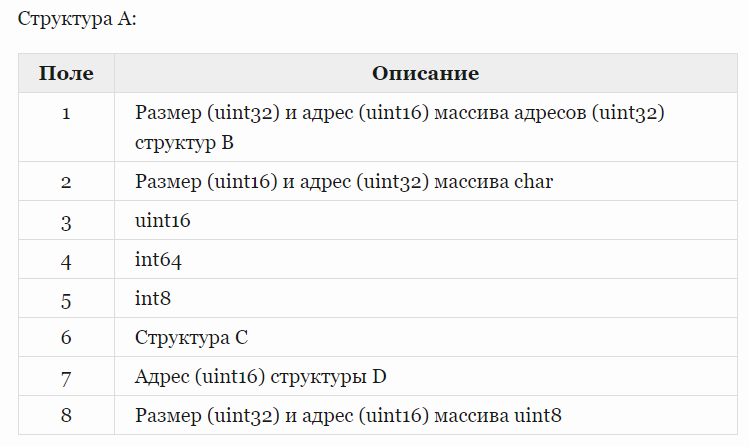 Структура A:
Поле Описание
1 Размер (uint32) и адрес (uint16) массива адресов (uint32)
структур B
2 Размер (uint16) и адрес (uint32) массива char
3 uint16
4 int64
5 int8
6 Структура C
7 Адрес (uint16) структуры D
8 Размер (uint32) и адрес (uint16) массива uint8